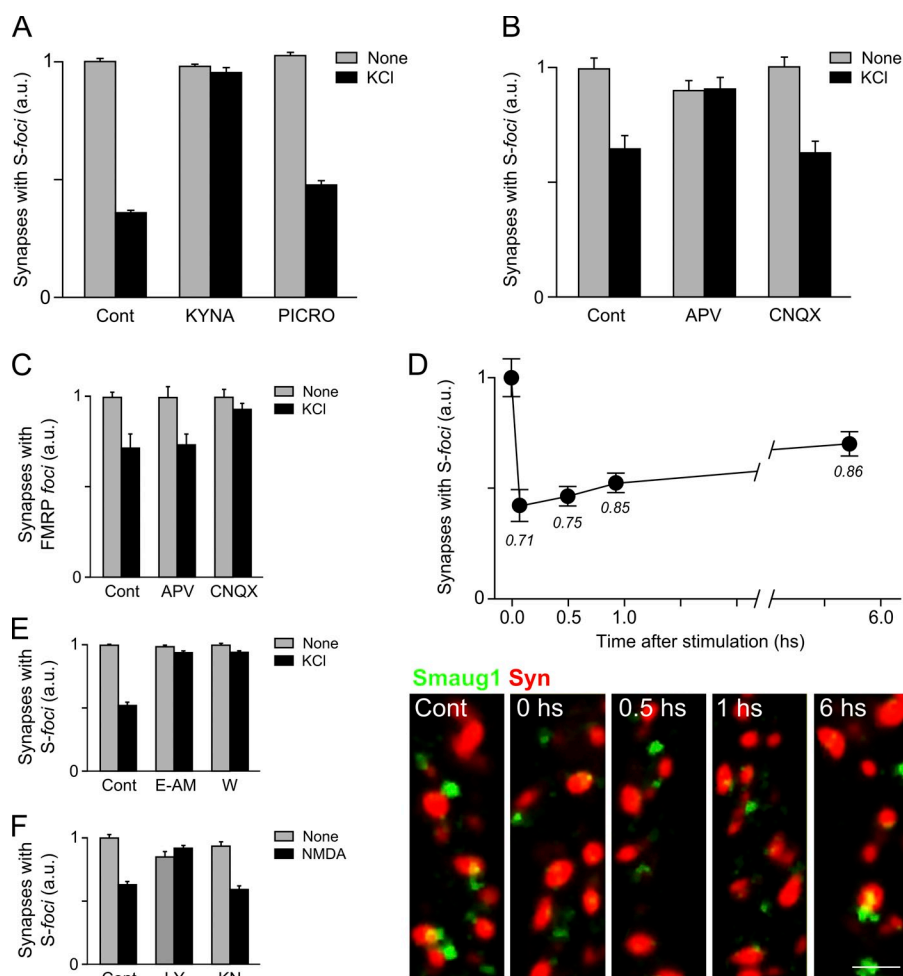 A
Synapses with S-foci (a.u.)
1
0
None
KCl
Cont KYNA PICRO
B
Synapses with S-foci (a.u.)
1
0
None
KCl
Cont APV CNQX
C
Synapses with
FMRP foci (a.u.)
1
0
None
KCl
Cont APV CNQX
D
Synapses with S-foci (a.u.)
1
0
0.71
0.75
0.85
0.86
0.0 0.5 1.0 6.0
Time after stimulation (hs)
E
Synapses with
S-foci (a.u.)
1
0
None
KCl
Cont E-AM W
F
Synapses with
S-foci (a.u.)
1
0
None
NMDA
Cont LY KN
Smaug1 Syn
Cont 0 hs 0.5 hs 1 hs 6 hs